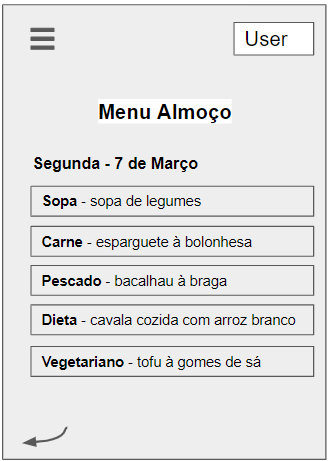 User
Menu Almoço
Segunda - 7 de Março
Sopa - sopa de legumes
Carne - esparguete à bolonhesa
Pescado - bacalhau à braga
Dieta - cavala cozida com arroz branco
Vegetariano - tofu à gomes de sá